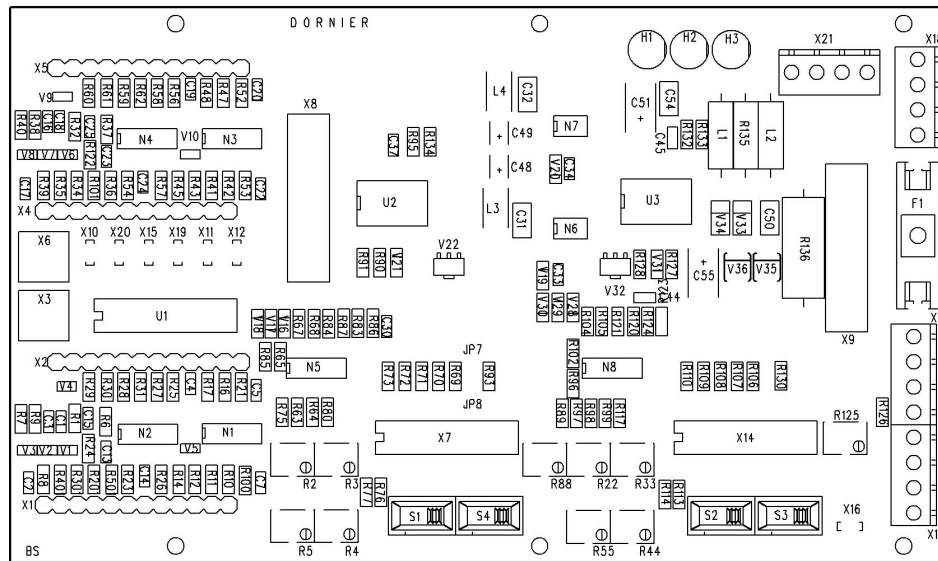 DORNIER
H1 H2 H3
X21
X18
X5
V9
R60 R61 R59 R62 R58 R56 C19 R48 R47 R52 C20
X8
L4 C32
C51 C54
R40 R38 C16 C18 R32 C25 R37
N4 V10 N3
C49 N7
C45 R132 R133 L1 R135 L2
V8 V7 V6 R122 C23
C37 R95 R134
C48 V20 C34
C17 R39 R35 R34 R101 R36 R54 C24 R57 R45 R43 R41 R42 R53 C22
X4
U2
L3 C31
U3
V34 V33 C50
F1
X6
X10 X20 X15 X19 X11 X12
N6
V22
R91 R90 V21
R128 V31 R127
C55 V36 V35
R136
V19 C33
V32
X3
U1
V30 V29 V28
V18 V17 V16 R67 R68 R84 R87 R83 R86 C30
R104 R105 R121 R120 R124
X9
X2
R85 R65
N5
JP7
R102
N8
V4
R29 R30 R28 R31 R27 R25 C4 R17 R16 R21 C5
R73 R72 R71 R70 R69 R93
R96
R110 R109 R108 R107 R106 R130
JP8
R7 R9 C3 C1 R1 C15 R6
N2 N1
R75 R63 R64 R80
R89 R97 R98 R99 R117
R125 R126
V3 V2 V1 R24 C13
V5
X7
X14
C2 R8 R40 R301 R20 R50 R23 C14 R26 R14 R12 R11 R10 R100 C7
X1
R2 R3
R77 R76
R88 R22 R33
R114 R113
S1 S4
S2 S3
X16
R5 R4
R55 R44
BS